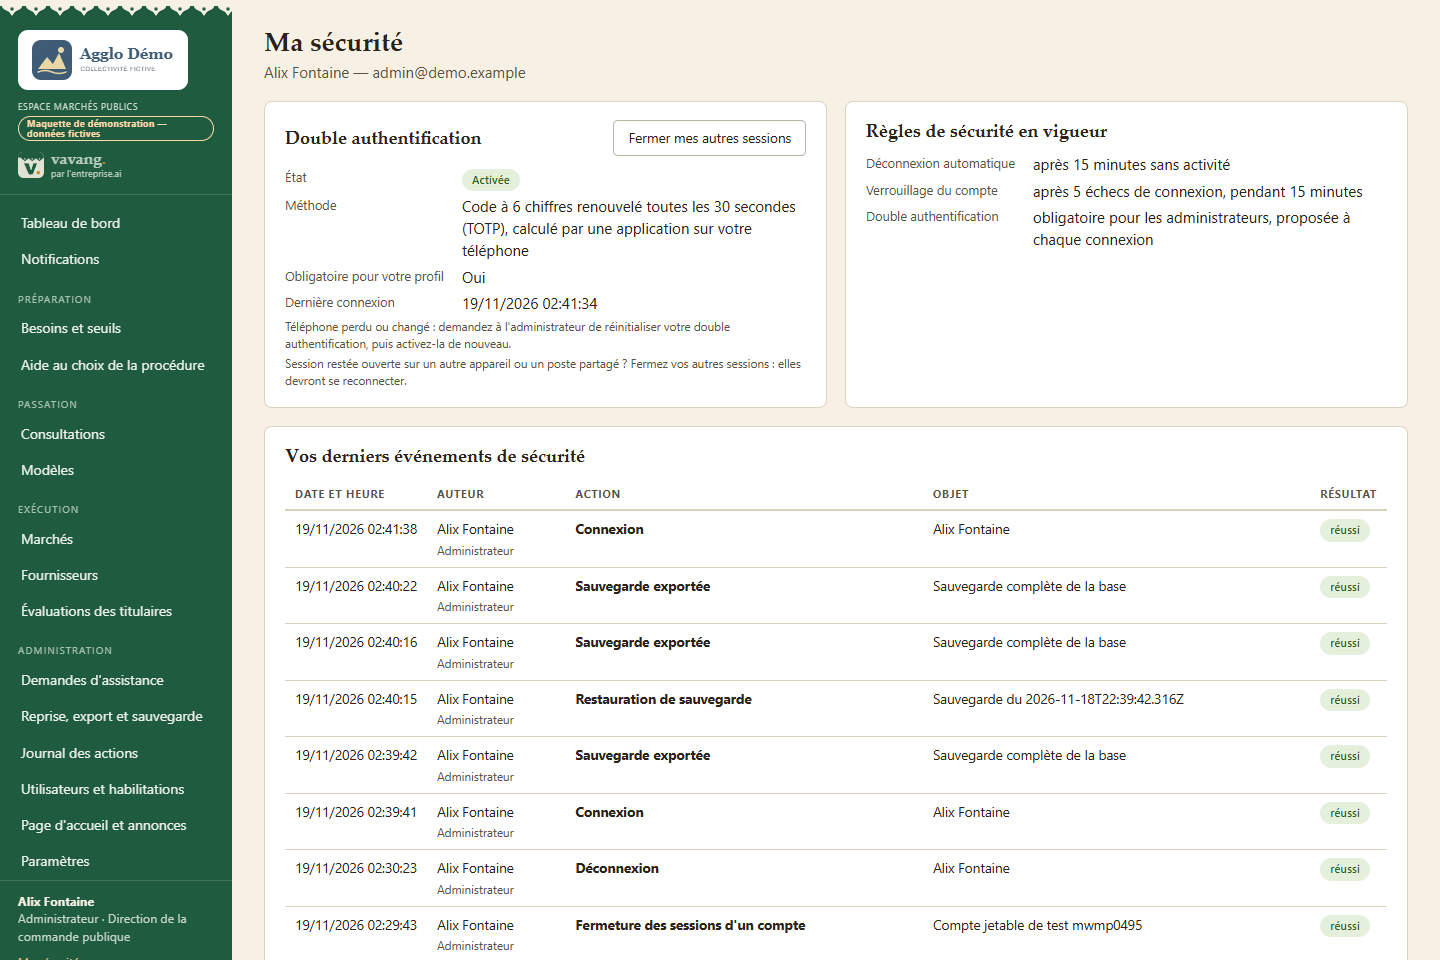 Agglo Démo
COLLECTIVITÉ FICTIVE
ESPACE MARCHÉS PUBLICS
Maquette de démonstration —
données fictives
vavang.
par l'entreprise.ai
Tableau de bord
Notifications
PRÉPARATION
Besoins et seuils
Aide au choix de la procédure
PASSATION
Consultations
Modèles
EXÉCUTION
Marchés
Fournisseurs
Évaluations des titulaires
ADMINISTRATION
Demandes d'assistance
Reprise, export et sauvegarde
Journal des actions
Utilisateurs et habilitations
Page d'accueil et annonces
Paramètres
Alix Fontaine
Administrateur · Direction de la
commande publique
Ma sécurité
Alix Fontaine — admin@demo.example
Double authentification
Fermer mes autres sessions
État
Activée
Méthode
Code à 6 chiffres renouvelé toutes les 30 secondes
(TOTP), calculé par une application sur votre
téléphone
Obligatoire pour votre profil
Oui
Dernière connexion
19/11/2026 02:41:34
Téléphone perdu ou changé : demandez à l'administrateur de réinitialiser votre double
authentification, puis activez-la de nouveau.
Session restée ouverte sur un autre appareil ou un poste partagé ? Fermez vos autres sessions : elles
devront se reconnecter.
Règles de sécurité en vigueur
Déconnexion automatique
après 15 minutes sans activité
Verrouillage du compte
après 5 échecs de connexion, pendant 15 minutes
Double authentification
obligatoire pour les administrateurs, proposée à
chaque connexion
Vos derniers événements de sécurité
DATE ET HEURE AUTEUR ACTION OBJET RÉSULTAT
19/11/2026 02:41:38 Alix Fontaine Connexion Alix Fontaine réussi
Administrateur
19/11/2026 02:40:22 Alix Fontaine Sauvegarde exportée Sauvegarde complète de la base réussi
Administrateur
19/11/2026 02:40:16 Alix Fontaine Sauvegarde exportée Sauvegarde complète de la base réussi
Administrateur
19/11/2026 02:40:15 Alix Fontaine Restauration de sauvegarde Sauvegarde du 2026-11-18T22:39:42.316Z réussi
Administrateur
19/11/2026 02:39:42 Alix Fontaine Sauvegarde exportée Sauvegarde complète de la base réussi
Administrateur
19/11/2026 02:39:41 Alix Fontaine Connexion Alix Fontaine réussi
Administrateur
19/11/2026 02:30:23 Alix Fontaine Déconnexion Alix Fontaine réussi
Administrateur
19/11/2026 02:29:43 Alix Fontaine Fermeture des sessions d'un compte Compte jetable de test mwmp0495 réussi
Administrateur